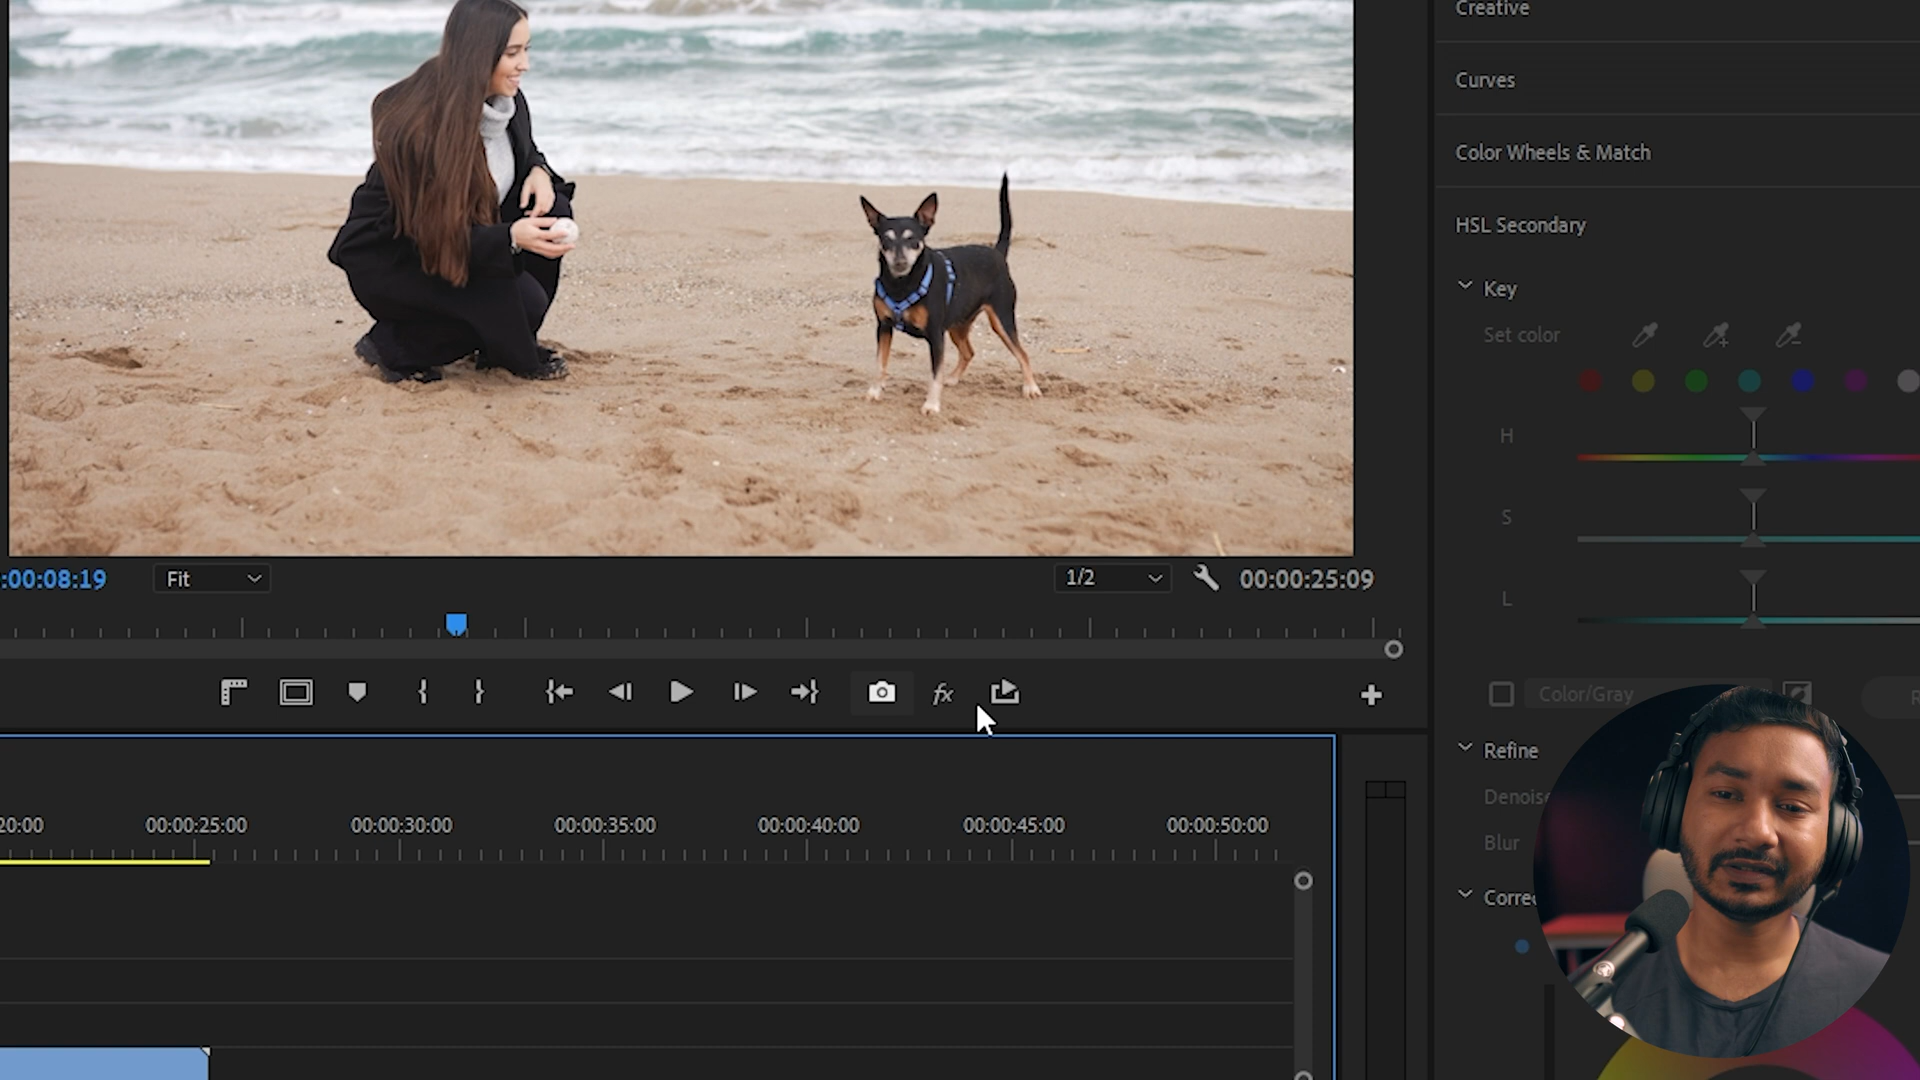 Creative
Curves
Color Wheels & Match
HSL Secondary
Key
Set color
H
S
L
:00:08:19
Fit
1/2
00:00:25:09
fx
Color/Gray
R
Refine
Denoise
Blur
Correc
20:00
00:00:25:00
00:00:30:00
00:00:35:00
00:00:40:00
00:00:45:00
00:00:50:00